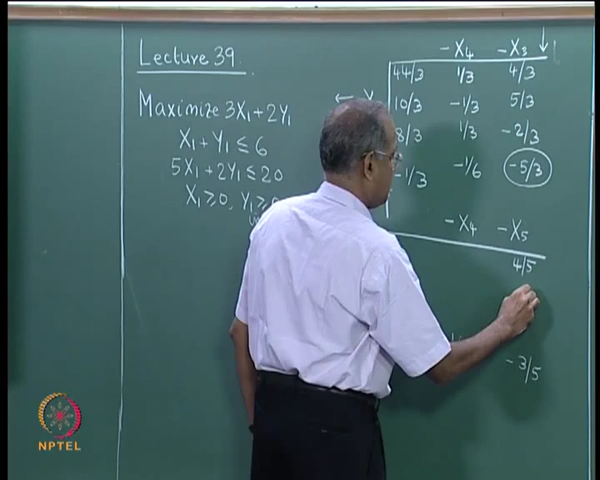 Lecture 39.
Maximize 3X₁ + 2Y₁
X₁ + Y₁ ≤ 6
5X₁ + 2Y₁ ≤ 20
X₁ ≥ 0, Y₁ ≥
-X₄ -X₃ ↓
44/3 1/3 4/3
← 10/3 -1/3 5/3
8/3 1/3 -2/3
-1/3 -1/6 -5/3
-X₄ -X₅
4/5
-3/5
NPTEL